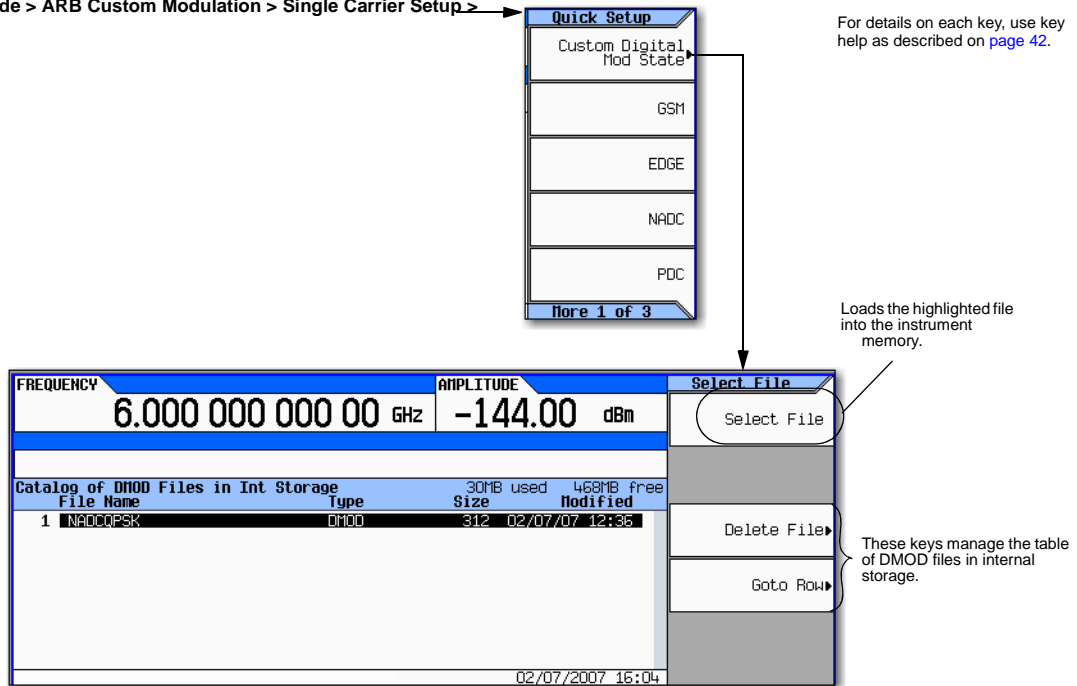 de > ARB Custom Modulation > Single Carrier Setup >
Quick Setup
Custom Digital
Mod State
GSM
EDGE
NADC
PDC
More 1 of 3
For details on each key, use key
help as described on page 42.
Loads the highlighted file
into the instrument
memory.
FREQUENCY
6.000 000 000 00 GHz
AMPLITUDE
-144.00 dBm
Select File
Select File
Catalog of DMOD Files in Int Storage 30MB used 468MB free
File Name Type Size Modified
1 NADCQPSK DMOD 312 02/07/07 12:36
Delete File
Goto Row
These keys manage the table
of DMOD files in internal
storage.
02/07/2007 16:04